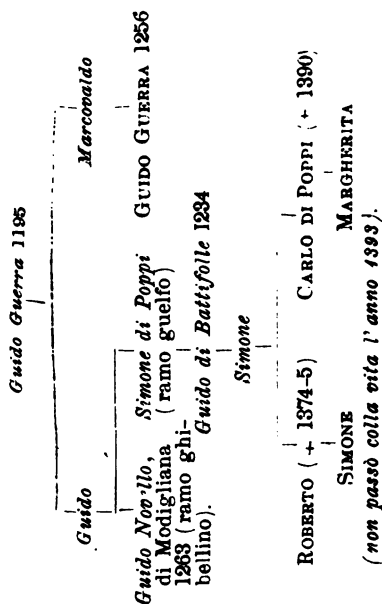 Guido Guerra 1195
Guido Marcovaldo
Guido Nov'llo, Simone di Poppi GUIDO GUERRA 1256
di Modigliana (ramo guelfo)
1263 (ramo ghi-
bellino).
Guido di Battifolle 1234
Simone
ROBERTO (+ 1374-5) CARLO DI POPPI (+ 1390)
SIMONE MARGHERITA
(non passò colla vita l'anno 1393).